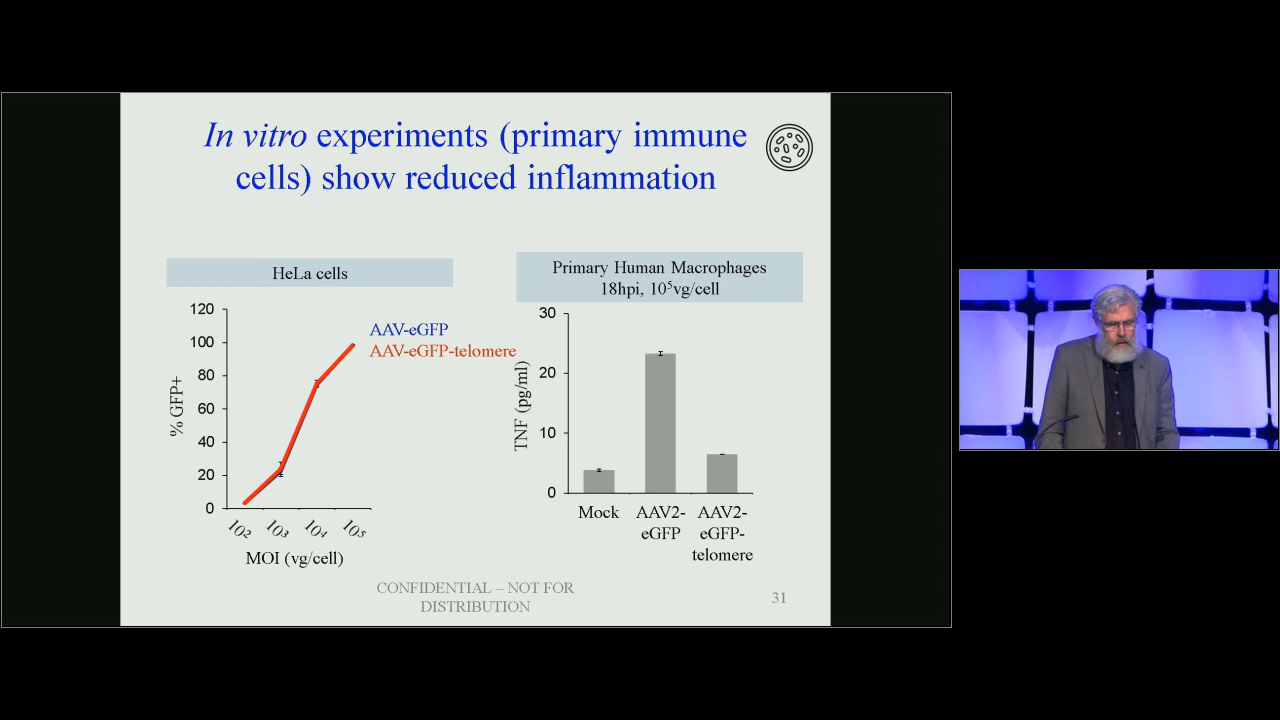 In vitro experiments (primary immune
cells) show reduced inflammation
HeLa cells
120
100
80
60
40
20
0
% GFP+
10²
10³
10⁴
10⁵
MOI (vg/cell)
AAV-eGFP
AAV-eGFP-telomere
Primary Human Macrophages
18hpi, 10⁵vg/cell
30
20
10
0
TNF (pg/ml)
Mock
AAV2-
eGFP
AAV2-
eGFP-
telomere
CONFIDENTIAL – NOT FOR
DISTRIBUTION
31